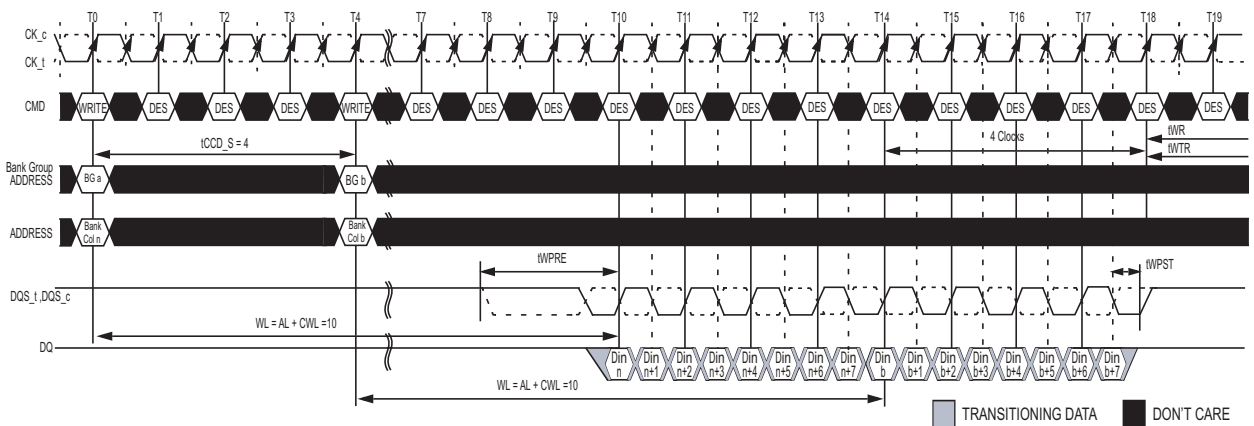 T0 T1 T2 T3 T4 T7 T8 T9 T10 T11 T12 T13 T14 T15 T16 T17 T18 T19
CK_c
CK_t
CMD WRITE DES DES DES WRITE DES DES DES DES DES DES DES DES DES DES DES DES DES
tCCD_S = 4 4 Clocks tWR
tWTR
Bank Group
ADDRESS BG a BG b
ADDRESS Bank
Col n Bank
Col b
tWPRE tWPST
DQS_t ,DQS_c
WL = AL + CWL =10
DQ Din
n Din
n+1 Din
n+2 Din
n+3 Din
n+4 Din
n+5 Din
n+6 Din
n+7 Din
b Din
b+1 Din
b+2 Din
b+3 Din
b+4 Din
b+5 Din
b+6 Din
b+7
WL = AL + CWL =10
TRANSITIONING DATA DON'T CARE